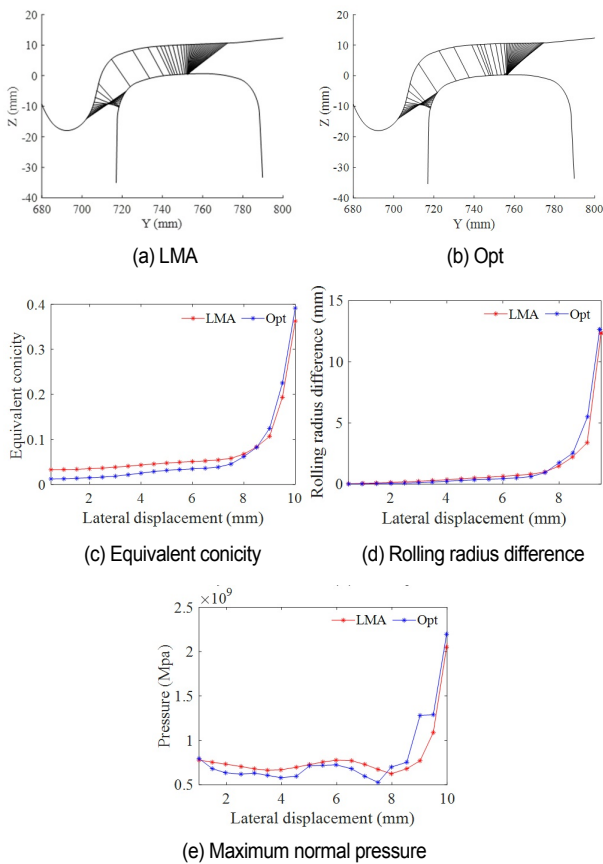 20
10
0
-10
-20
-30
-40
Z (mm)
680 700 720 740 760 780 800
Y (mm)
(a) LMA
20
10
0
-10
-20
-30
-40
Z (mm)
680 700 720 740 760 780 800
Y (mm)
(b) Opt
0.4
0.3
0.2
0.1
0
Equivalent conicity
LMA Opt
2 4 6 8 10
Lateral displacement (mm)
(c) Equivalent conicity
15
10
5
0
Rolling radius difference (mm)
LMA Opt
2 4 6 8
Lateral displacement (mm)
(d) Rolling radius difference
×10⁹
2.5
2
1.5
1
0.5
Pressure (Mpa)
LMA Opt
2 4 6 8 10
Lateral displacement (mm)
(e) Maximum normal pressure